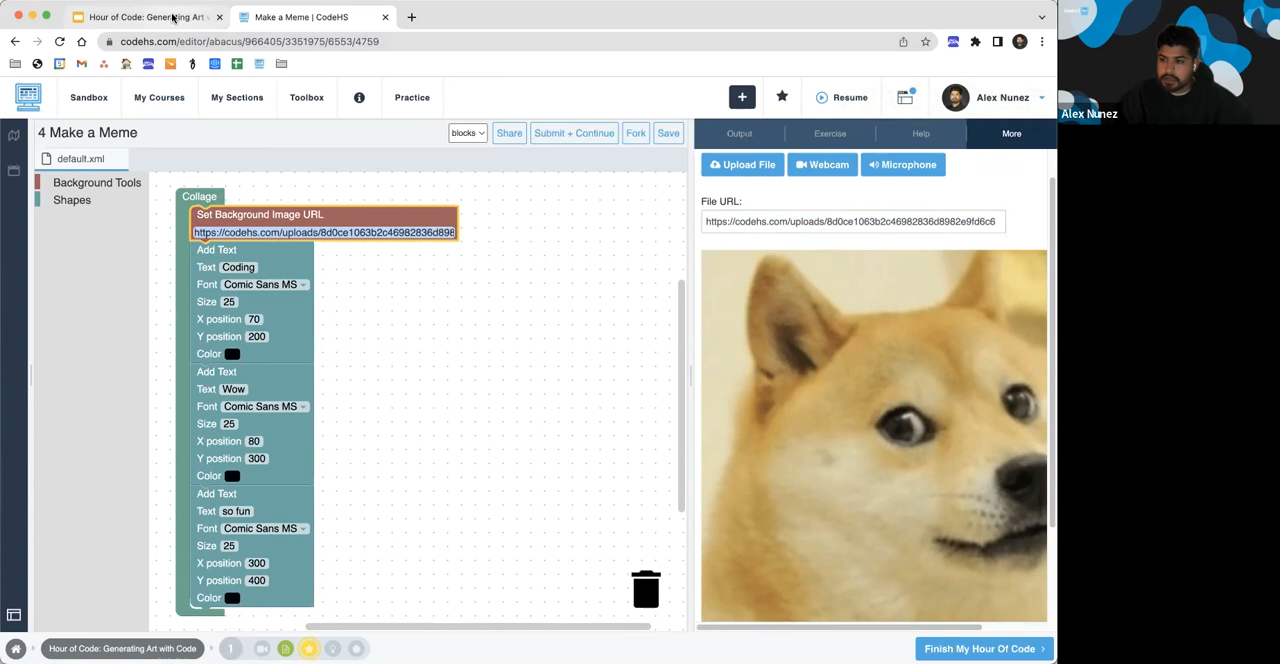 Hour of Code: Generating Art w
Make a Meme | CodeHS
codehs.com/editor/abacus/966405/3351975/6553/4759
Sandbox
My Courses
My Sections
Toolbox
Practice
Resume
Alex Nunez
Alex Nunez
4 Make a Meme
blocks
Share
Submit + Continue
Fork
Save
Output
Exercise
Help
More
default.xml
Background Tools
Shapes
Collage
Set Background Image URL
https://codehs.com/uploads/8d0ce1063b2c46982836d898
Add Text
Text Coding
Font Comic Sans MS
Size 25
X position 70
Y position 200
Color
Add Text
Text Wow
Font Comic Sans MS
Size 25
X position 80
Y position 300
Color
Add Text
Text so fun
Font Comic Sans MS
Size 25
X position 300
Y position 400
Color
Upload File
Webcam
Microphone
File URL:
https://codehs.com/uploads/8d0ce1063b2c46982836d8982e9fd6c6
Hour of Code: Generating Art with Code
1
Finish My Hour Of Code